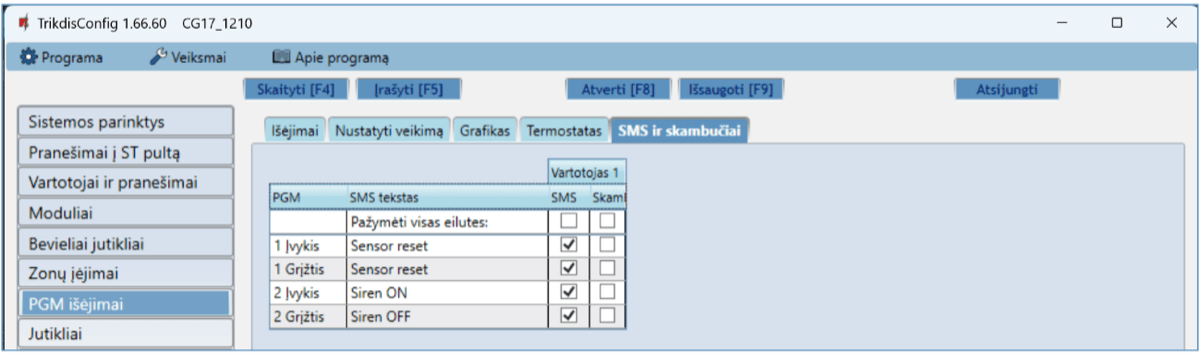 TrikdisConfig 1.66.60 CG17_1210
Programa Veiksmai Apie programą
Skaityti [F4] Įrašyti [F5] Atverti [F8] Išsaugoti [F9] Atsijungti
Sistemos parinktys
Pranešimai į ST pultą
Vartotojai ir pranešimai
Moduliai
Bevieliai jutikliai
Zonų įėjimai
PGM išėjimai
Jutikliai
Išėjimai Nustatyti veikimą Grafikas Termostatas SMS ir skambučiai
Vartotojas 1
PGM SMS tekstas SMS Skaml
Pažymėti visas eilutes:
1 Įvykis Sensor reset
1 Grįžtis Sensor reset
2 Įvykis Siren ON
2 Grįžtis Siren OFF